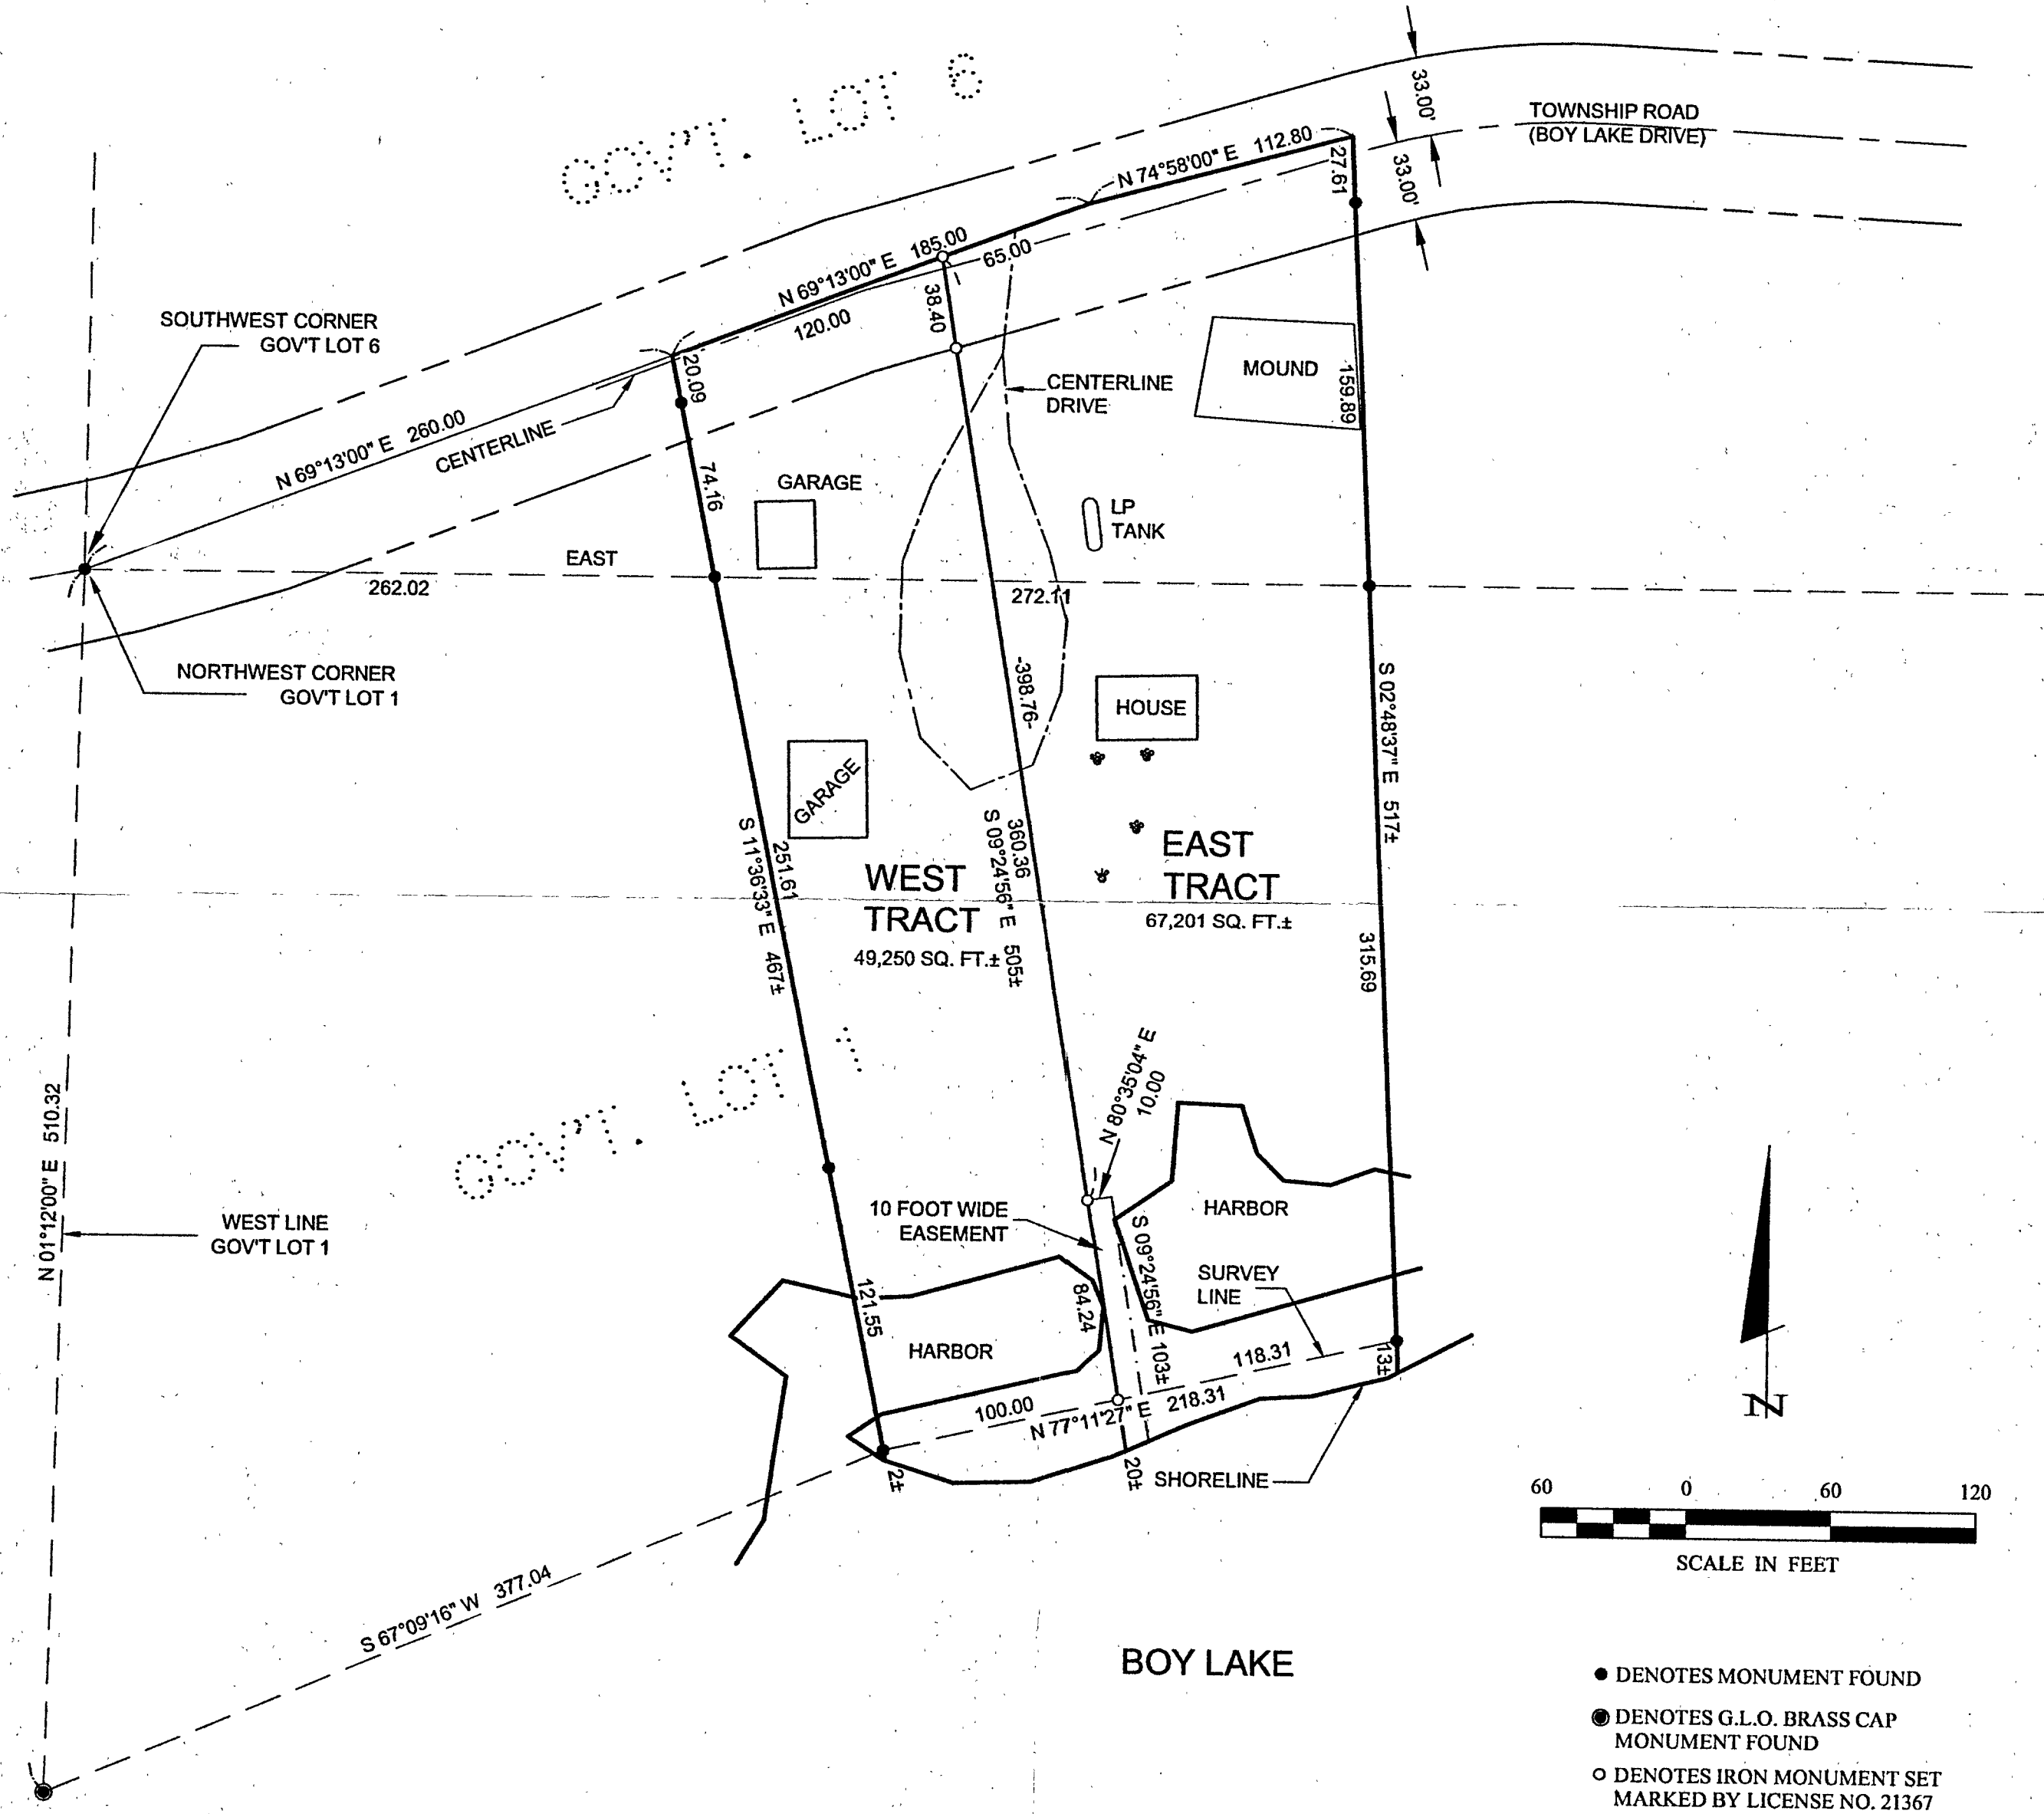 GOV'T. LOT 6
33.00'
TOWNSHIP ROAD
(BOY LAKE DRIVE)
33.00'
N 74°58'00" E 112.80
27.61
N 69°13'00" E 185.00
65.00
120.00
38.40
20.09
SOUTHWEST CORNER
GOV'T LOT 6
CENTERLINE
DRIVE
MOUND
159.89
N 69°13'00" E 260.00
CENTERLINE
74.16
GARAGE
LP
TANK
EAST
262.02
272.11
NORTHWEST CORNER
GOV'T LOT 1
-398.76-
HOUSE
S 02°48'37" E 517±
GARAGE
S 11°36'33" E 467±
251.61
360.36
S 09°24'56" E 505±
WEST
TRACT
49,250 SQ. FT.±
EAST
TRACT
67,201 SQ. FT.±
315.69
GOV'T. LOT 1
N 80°35'04" E
10.00
N 01°12'00" E 510.32
WEST LINE
GOV'T LOT 1
10 FOOT WIDE
EASEMENT
HARBOR
S 09°24'56" E 103±
SURVEY
LINE
121.55
84.24
HARBOR
118.31
13±
100.00
N 77°11'27" E 218.31
2±
20±
SHORELINE
N
60 0 60 120
SCALE IN FEET
S 67°09'16" W 377.04
BOY LAKE
DENOTES MONUMENT FOUND
DENOTES G.L.O. BRASS CAP
MONUMENT FOUND
DENOTES IRON MONUMENT SET
MARKED BY LICENSE NO. 21367